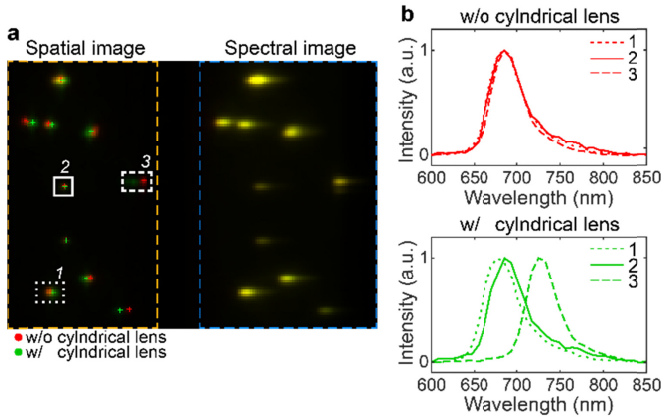 a
Spatial image
Spectral image
2
3
1
w/o cylndrical lens
w/ cylndrical lens
b
w/o cylndrical lens
1
2
3
1
0
Intensity (a.u.)
600 650 700 750 800 850
Wavelength (nm)
w/ cylndrical lens
1
2
3
1
0
Intensity (a.u.)
600 650 700 750 800 850
Wavelength (nm)